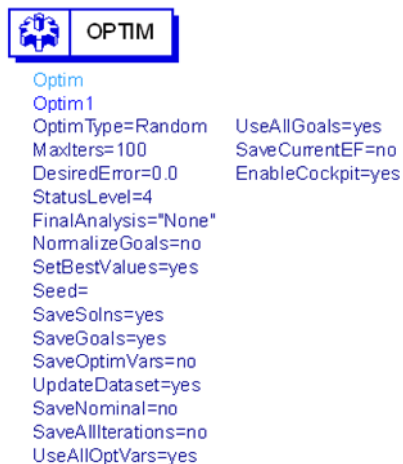 OPTIM
Optim
Optim1
OptimType=Random UseAllGoals=yes
MaxIters=100 SaveCurrentEF=no
DesiredError=0.0 EnableCockpit=yes
StatusLevel=4
FinalAnalysis="None"
NormalizeGoals=no
SetBestValues=yes
Seed=
SaveSolns=yes
SaveGoals=yes
SaveOptimVars=no
UpdateDataset=yes
SaveNominal=no
SaveAllIterations=no
UseAllOptVars=yes